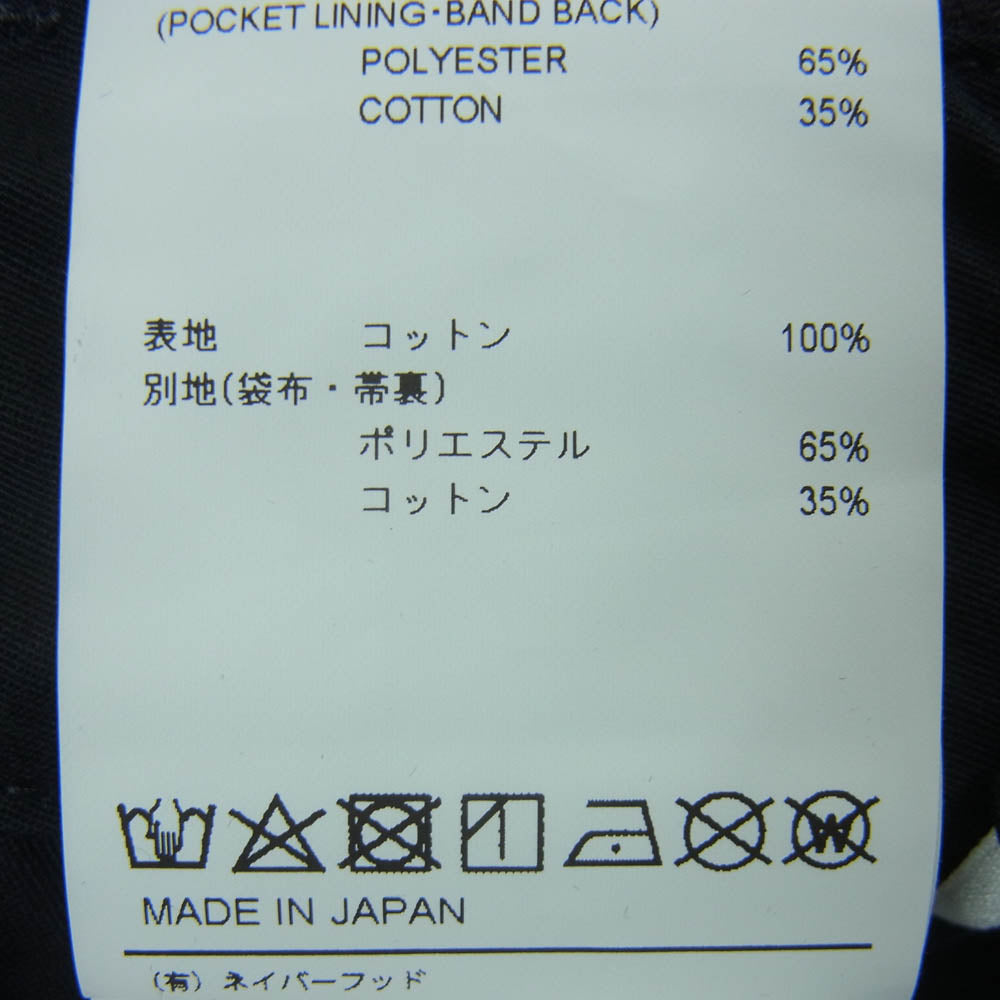 (POCKET LINING·BAND BACK)
POLYESTER 65%
COTTON 35%
表地 コットン 100%
別地(袋布・帯裏)
ポリエステル 65%
コットン 35%
W
MADE IN JAPAN
(有) ネイバーフッド